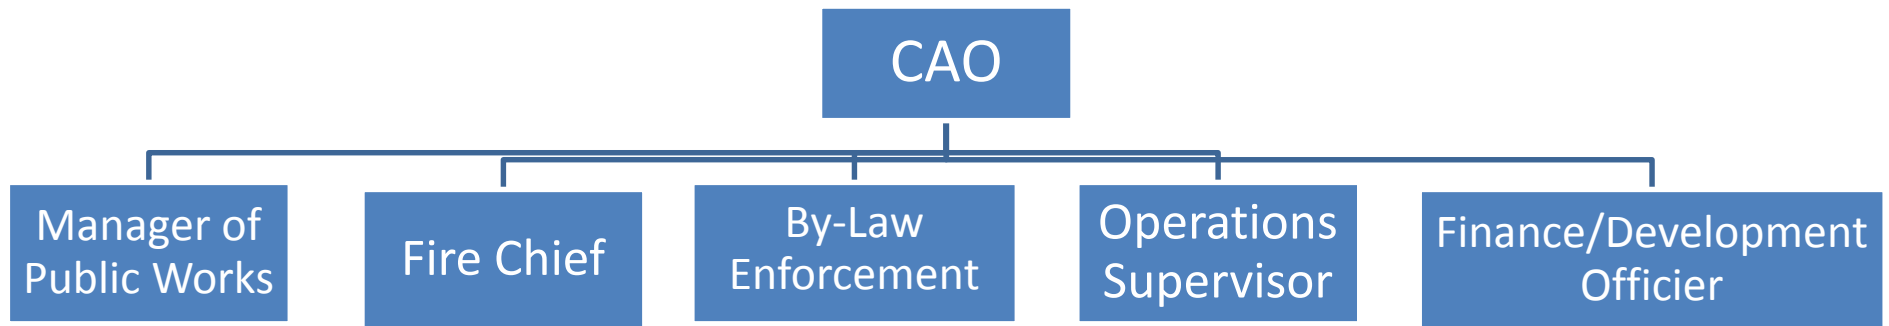 CAO
Manager of
Public Works
Fire Chief
By-Law
Enforcement
Operations
Supervisor
Finance/Development
Officier